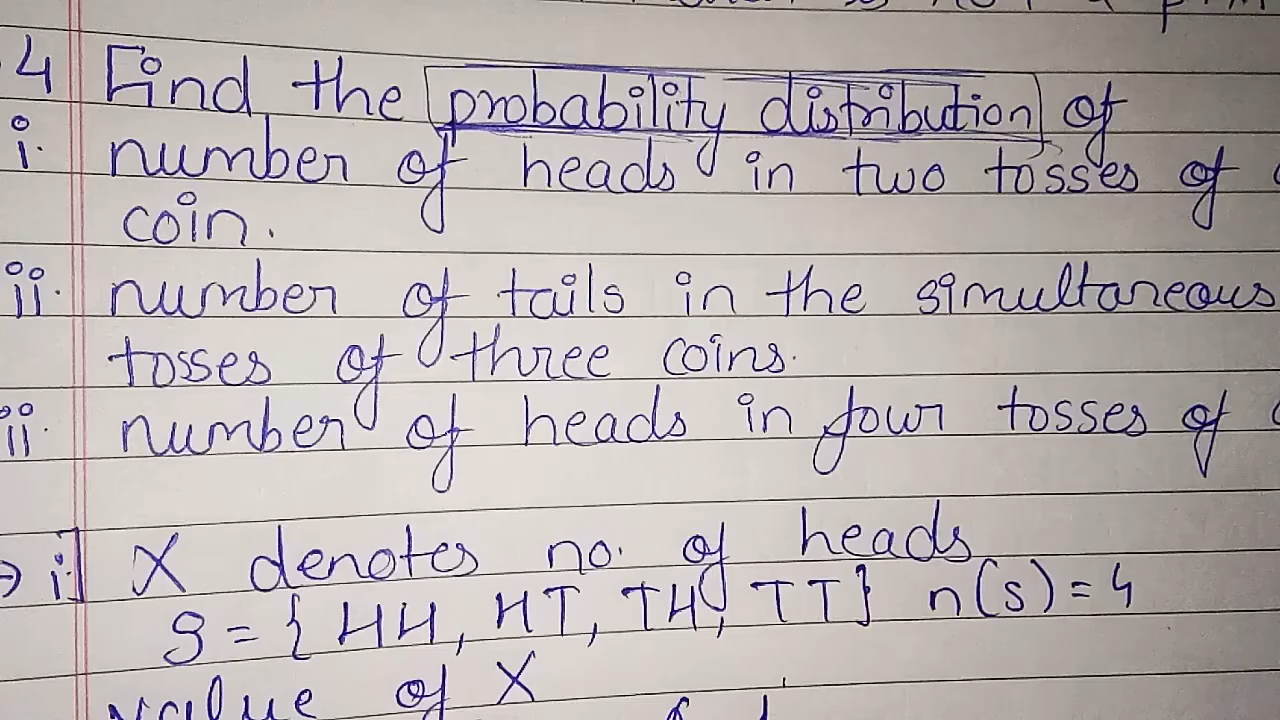 4 Find the probability distribution of
i. number of heads in two tosses of
coin.
ii. number of tails in the simultaneous
tosses of three coins.
ii. number of heads in four tosses of
i] X denotes no. of heads
S = { HH, HT, TH, TT} n(s) = 4
value of X